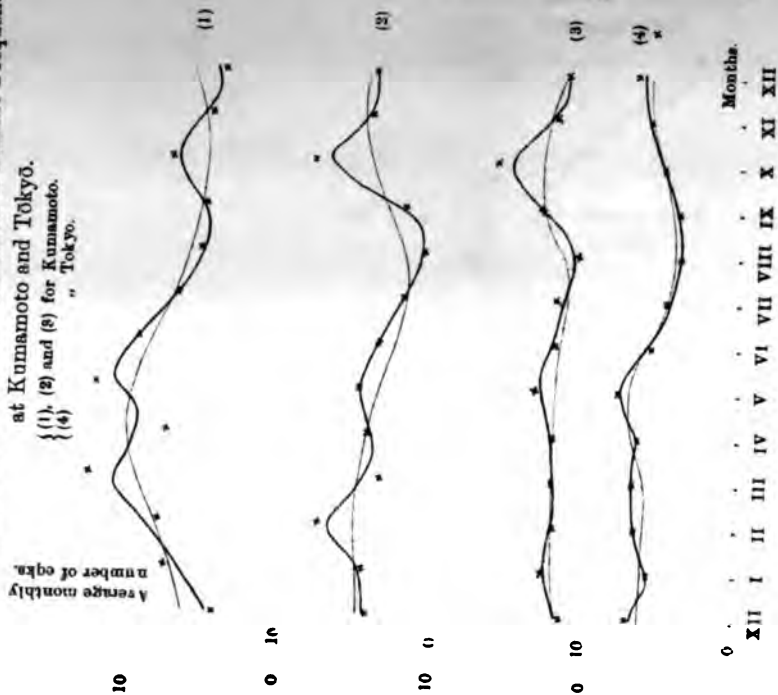 at Kumamoto and Tōkyō.
{(1), (2) and (3) for Kumamoto.
{(4) „ Tokyo.
Average monthly
number of eqks.
(1)
(2)
(3)
(4)
10
0 10
10 0
0 10
0
Months.
XII I II III IV V VI VII VIII IX X XI XII